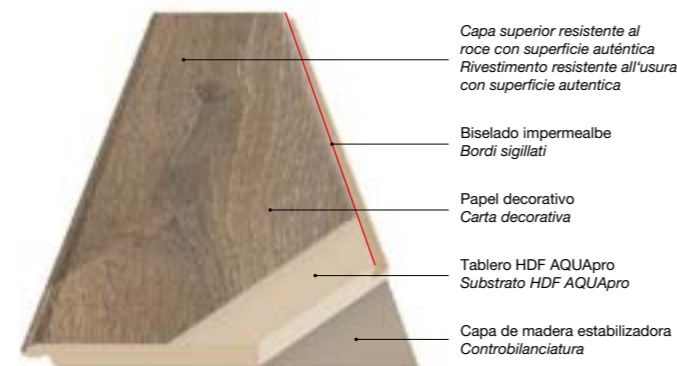 Capa superior resistente al
roce con superficie auténtica
Rivestimento resistente all'usura
con superficie autentica
Biselado impermealbe
Bordi sigillati
Papel decorativo
Carta decorativa
Tablero HDF AQUApro
Substrato HDF AQUApro
Capa de madera estabilizadora
Controbilanciatura